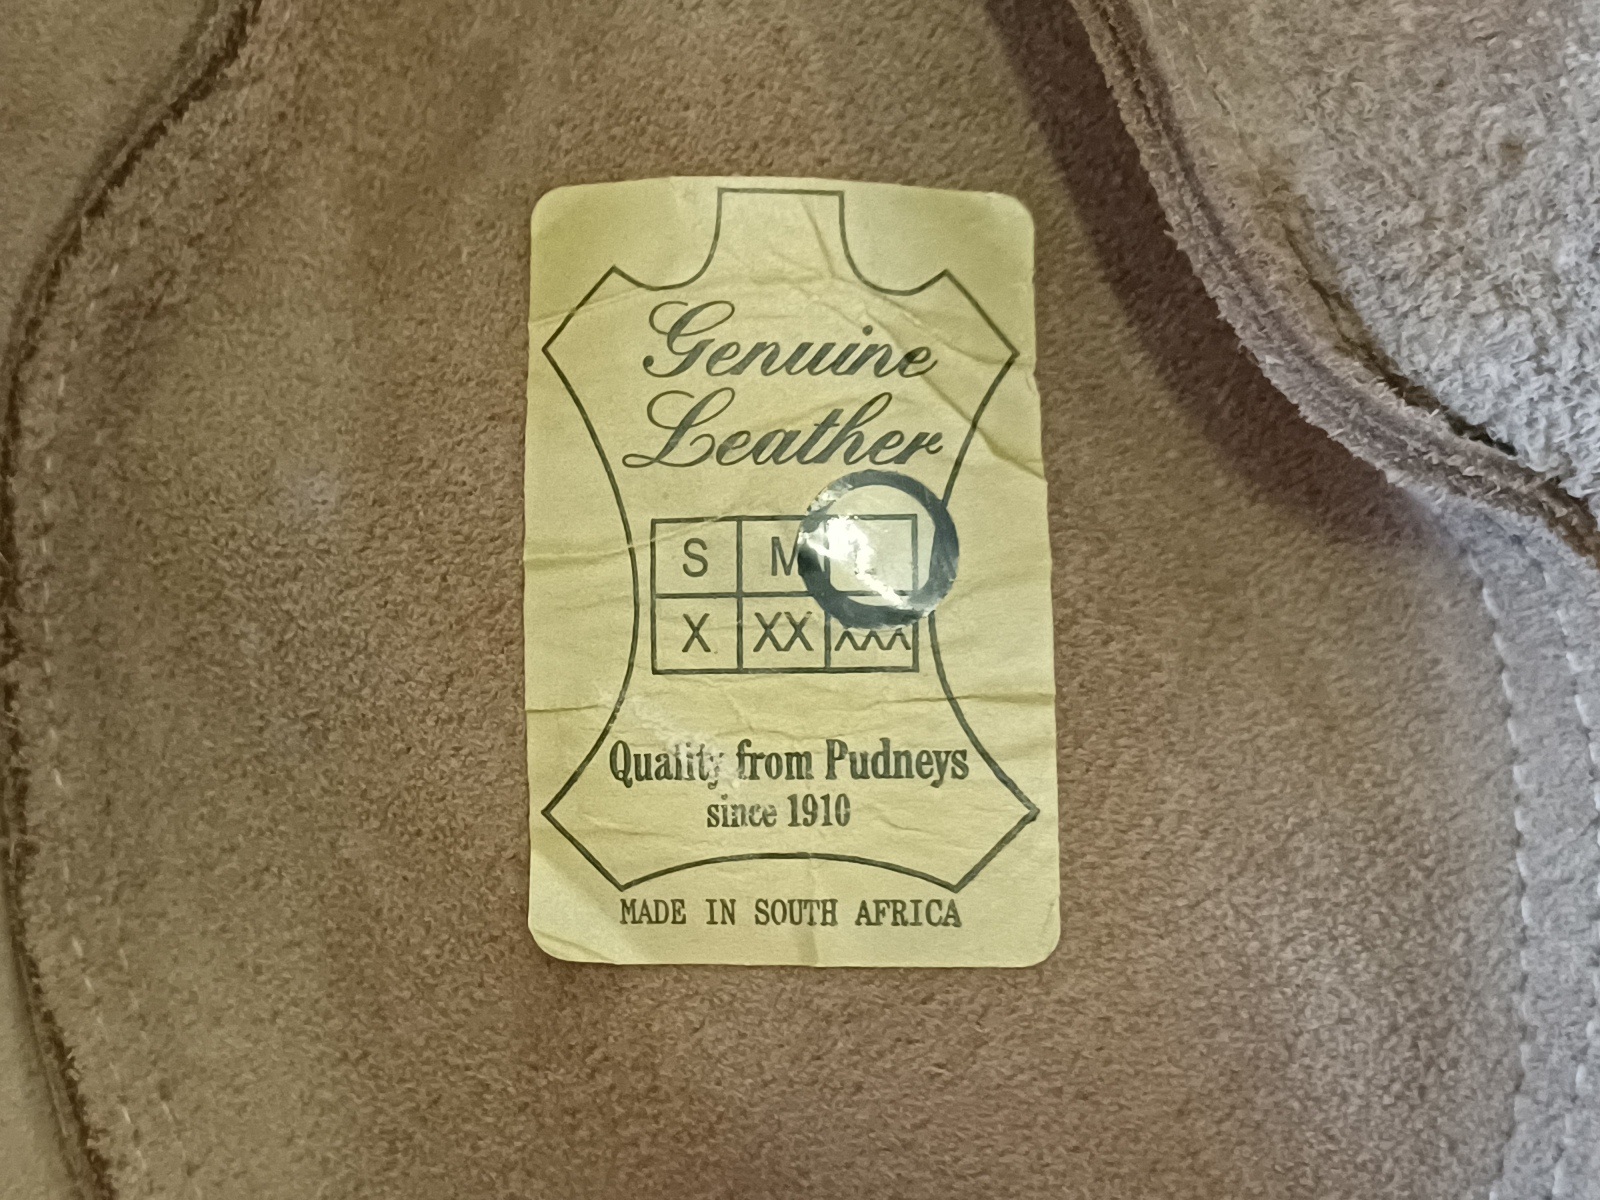 Genuine
Leather
S M L
X XX XXX
Quality from Pudneys
since 1910
MADE IN SOUTH AFRICA